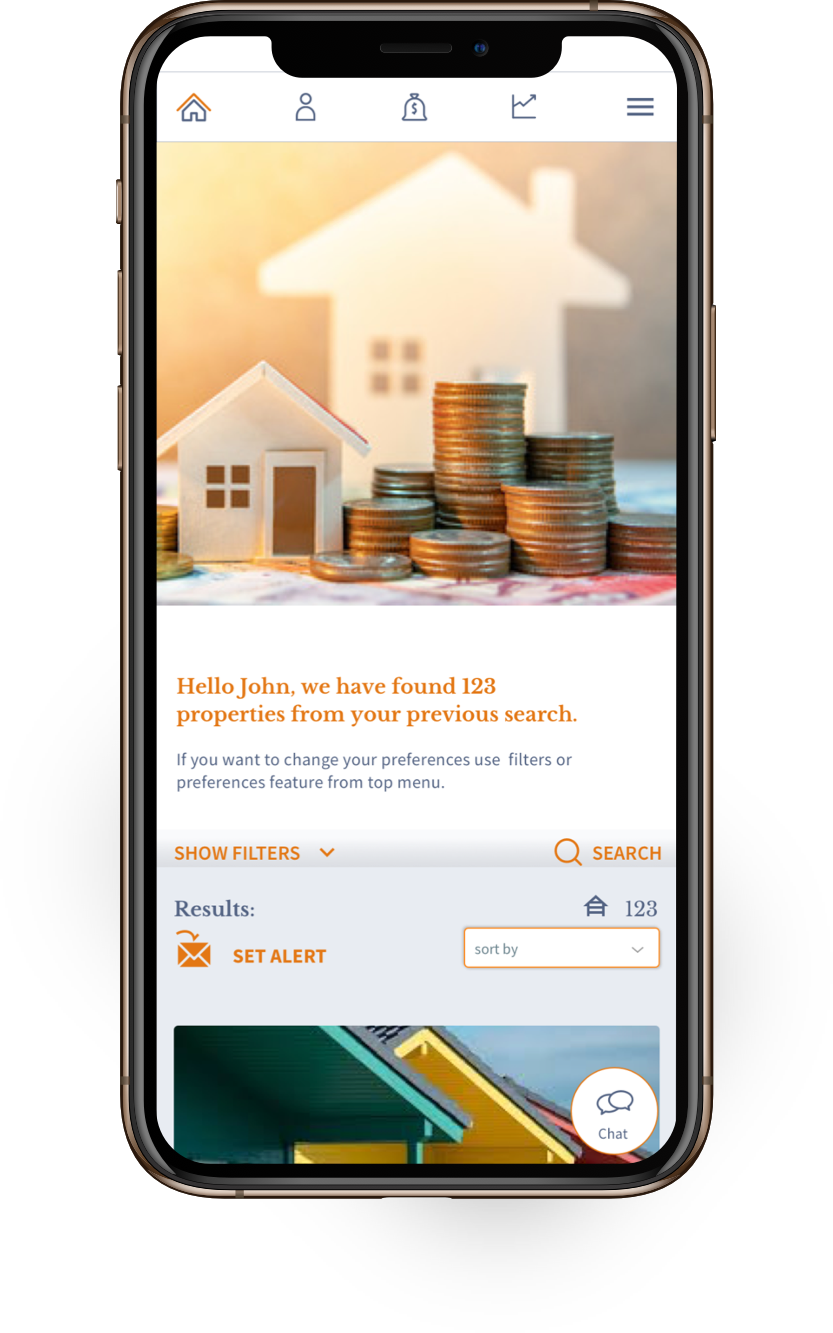 Hello John, we have found 123
properties from your previous search.
If you want to change your preferences use  filters or
preferences feature from top menu.
SHOW FILTERS
SEARCH
Results:
123
SET ALERT
sort by
Chat